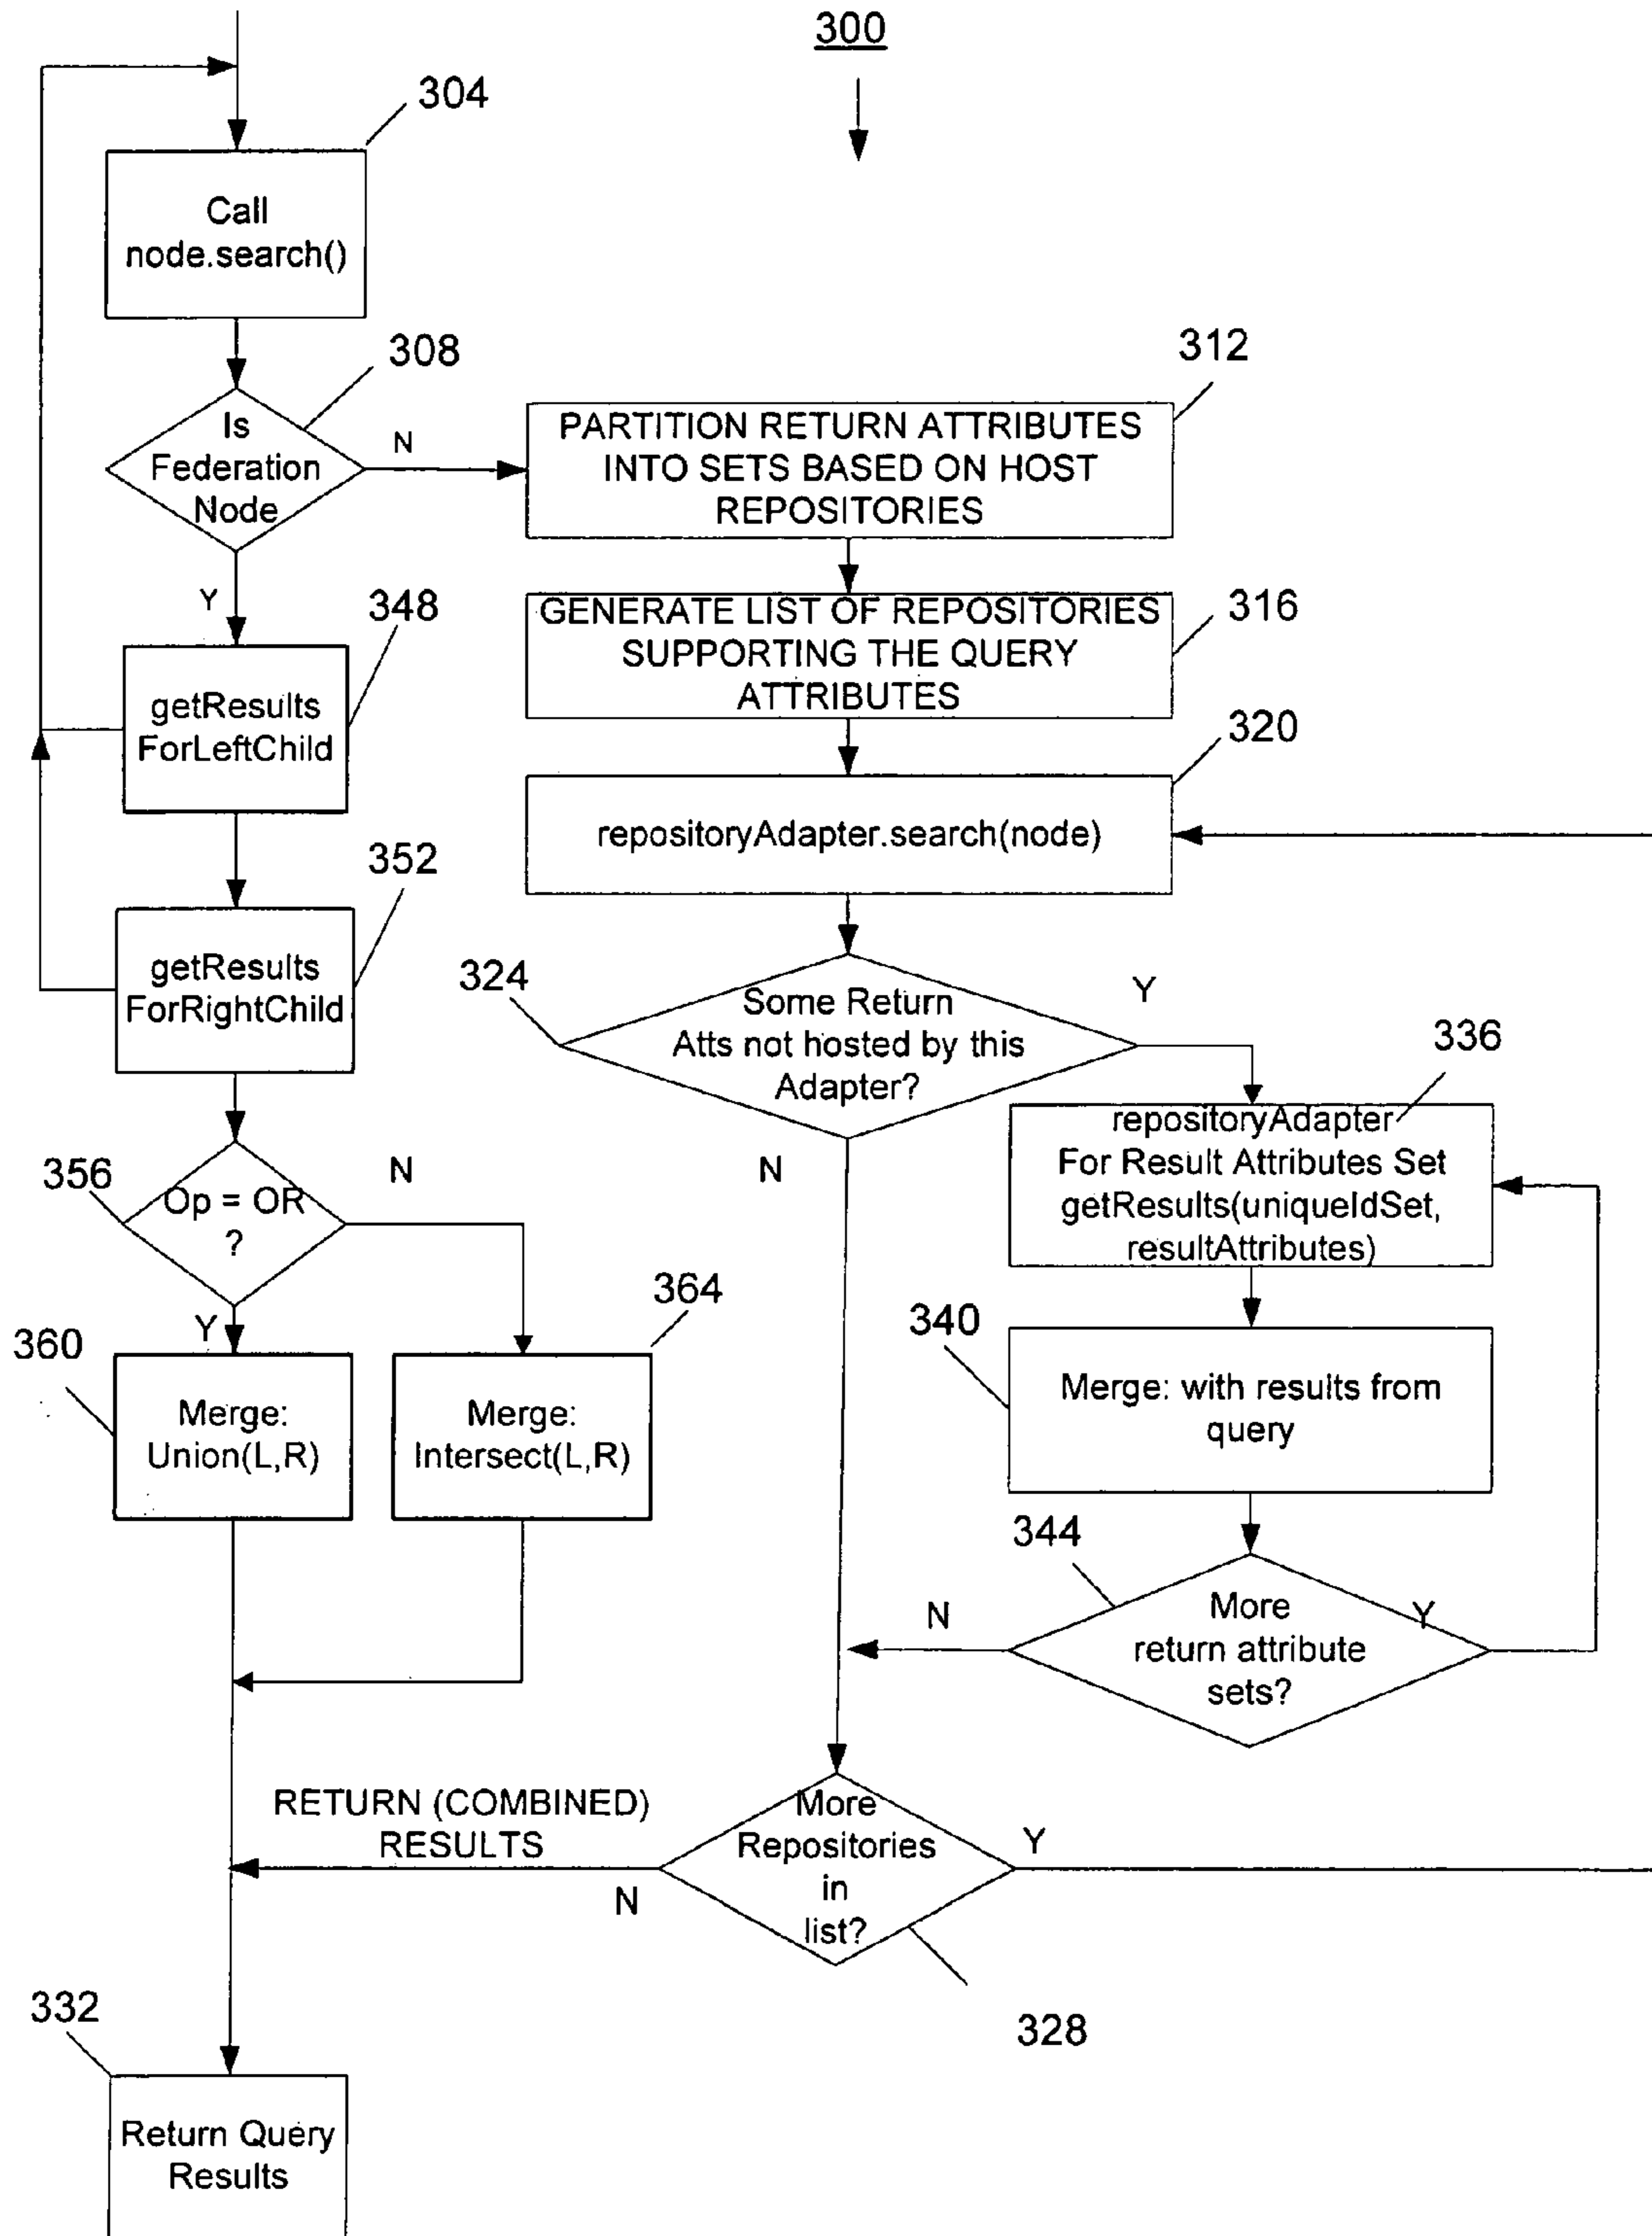 300
304
Call
node.search()
308
Is
Federation
Node
N
Y
312
PARTITION RETURN ATTRIBUTES
INTO SETS BASED ON HOST
REPOSITORIES
316
GENERATE LIST OF REPOSITORIES
SUPPORTING THE QUERY
ATTRIBUTES
348
getResults
ForLeftChild
320
repositoryAdapter.search(node)
352
getResults
ForRightChild
324
Some Return
Atts not hosted by this
Adapter?
Y
N
336
repositoryAdapter
For Result Attributes Set
getResults(uniqueIdSet,
resultAttributes)
356
Op = OR
?
N
Y
360
Merge:
Union(L,R)
364
Merge:
Intersect(L,R)
340
Merge: with results from
query
344
More
return attribute
sets?
N
Y
RETURN (COMBINED)
RESULTS
More
Repositories
in
list?
Y
N
328
332
Return Query
Results